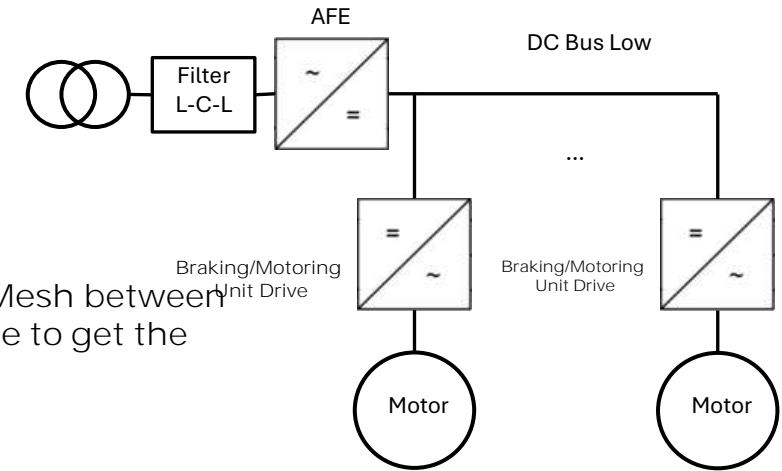 AFE
DC Bus Low
Filter
L-C-L
~
=
...
=
~
=
~
Braking/Motoring
Unit Drive
Braking/Motoring
Unit Drive
Mesh between
e to get the
Motor
Motor